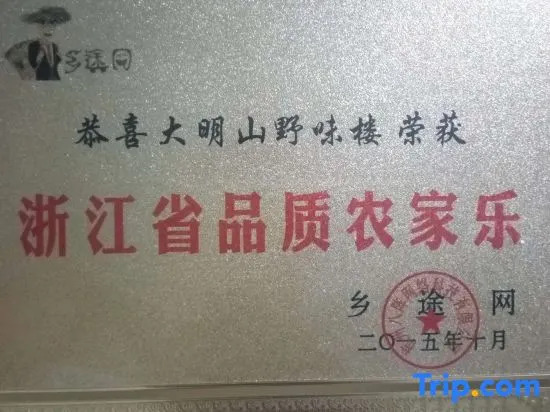 乡途网
恭喜大明山野味楼荣获
浙江省品质农家乐
乡途网
二〇一五年十月
Trip.com